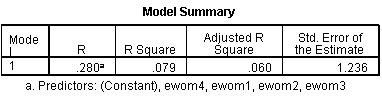 Model Summary
Mode
l R R Square Adjusted R
Square Std. Error of
the Estimate
1 .280a .079 .060 1.236
a. Predictors: (Constant), ewom4, ewom1, ewom2, ewom3